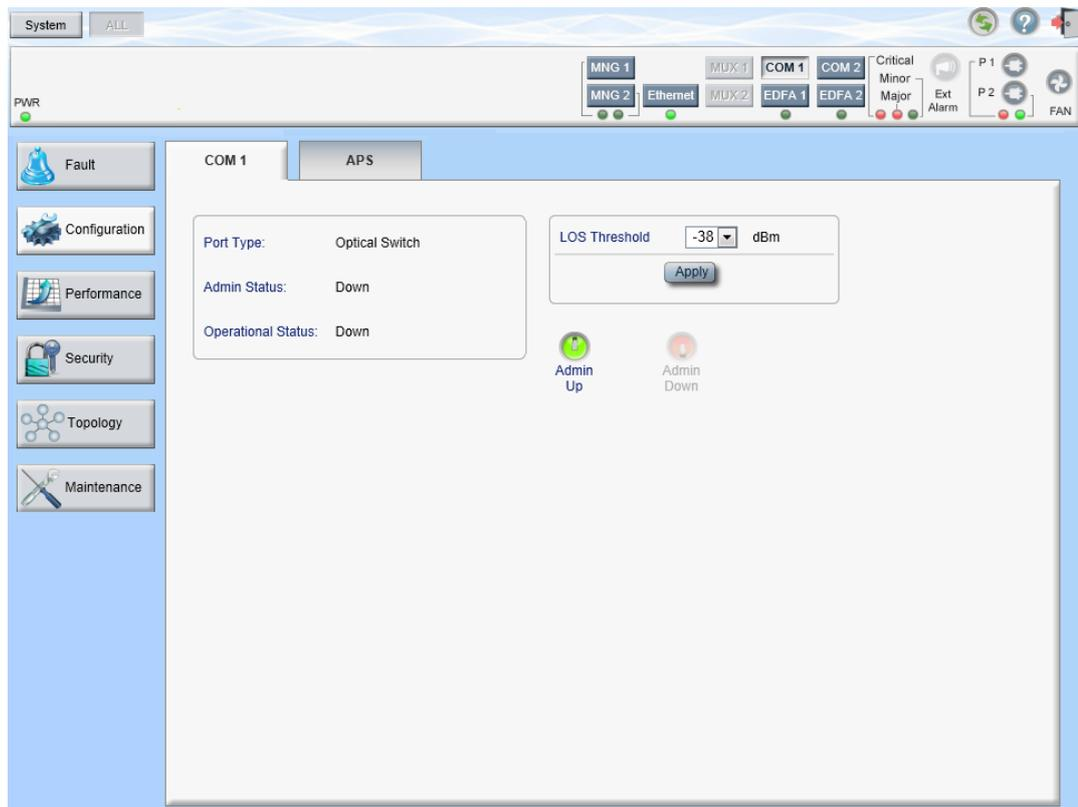 System
ALL
PWR
MNG 1
MUX 1
COM 1
COM 2
MNG 2
Ethernet
MUX 2
EDFA 1
EDFA 2
Critical
Minor
Major
Ext
Alarm
P 1
P 2
FAN
Fault
Configuration
Performance
Security
Topology
Maintenance
COM 1
APS
Port Type: Optical Switch
Admin Status: Down
Operational Status: Down
LOS Threshold -38 dBm
Apply
Admin
Up
Admin
Down